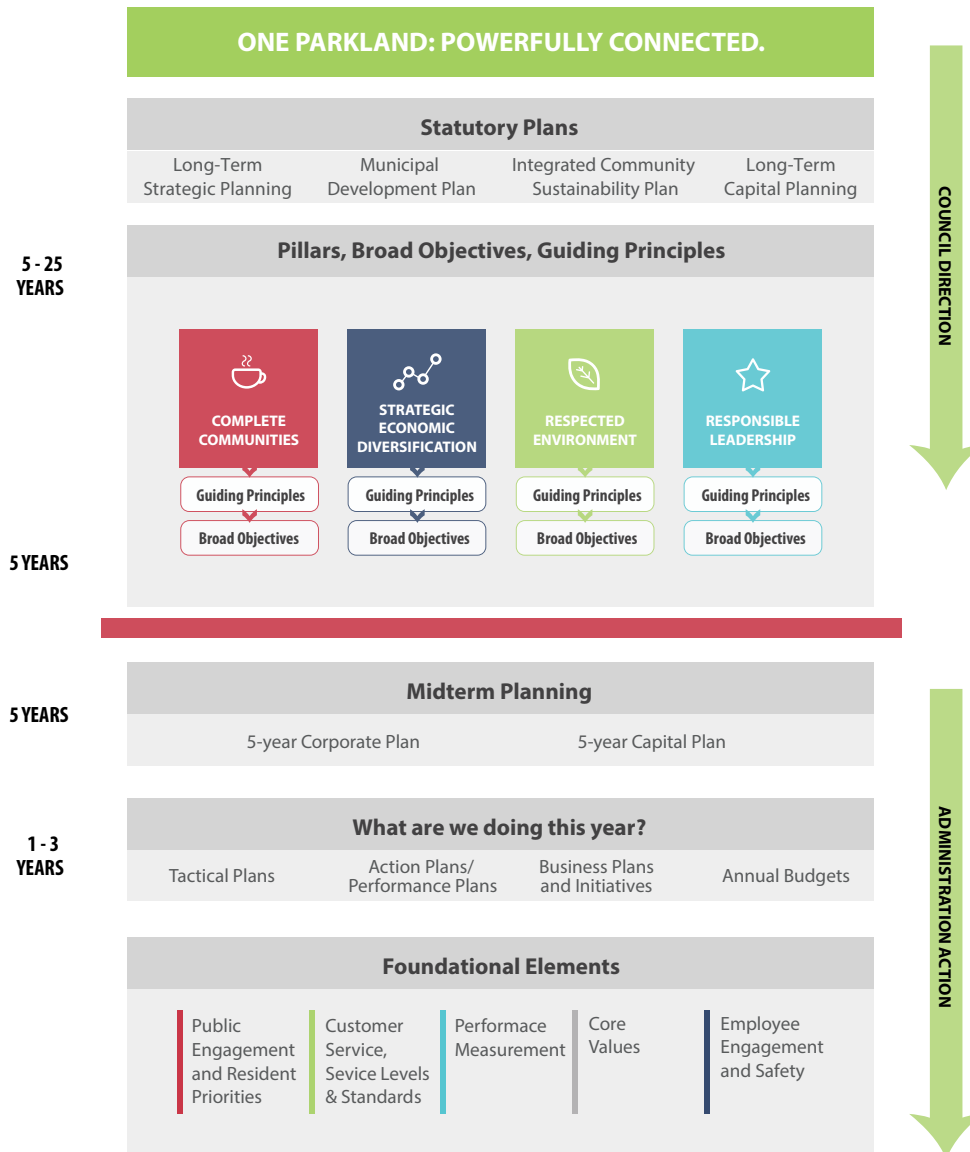 ONE PARKLAND: POWERFULLY CONNECTED.
Statutory Plans
Long-Term
Strategic Planning
Municipal
Development Plan
Integrated Community
Sustainability Plan
Long-Term
Capital Planning
COUNCIL DIRECTION
5 - 25
YEARS
Pillars, Broad Objectives, Guiding Principles
COMPLETE
COMMUNITIES
Guiding Principles
Broad Objectives
STRATEGIC
ECONOMIC
DIVERSIFICATION
Guiding Principles
Broad Objectives
RESPECTED
ENVIRONMENT
Guiding Principles
Broad Objectives
RESPONSIBLE
LEADERSHIP
Guiding Principles
Broad Objectives
5 YEARS
5 YEARS
Midterm Planning
5-year Corporate Plan
5-year Capital Plan
1 - 3
YEARS
What are we doing this year?
Tactical Plans
Action Plans/
Performance Plans
Business Plans
and Initiatives
Annual Budgets
ADMINISTRATION ACTION
Foundational Elements
Public
Engagement
and Resident
Priorities
Customer
Service,
Sevice Levels
& Standards
Performace
Measurement
Core
Values
Employee
Engagement
and Safety